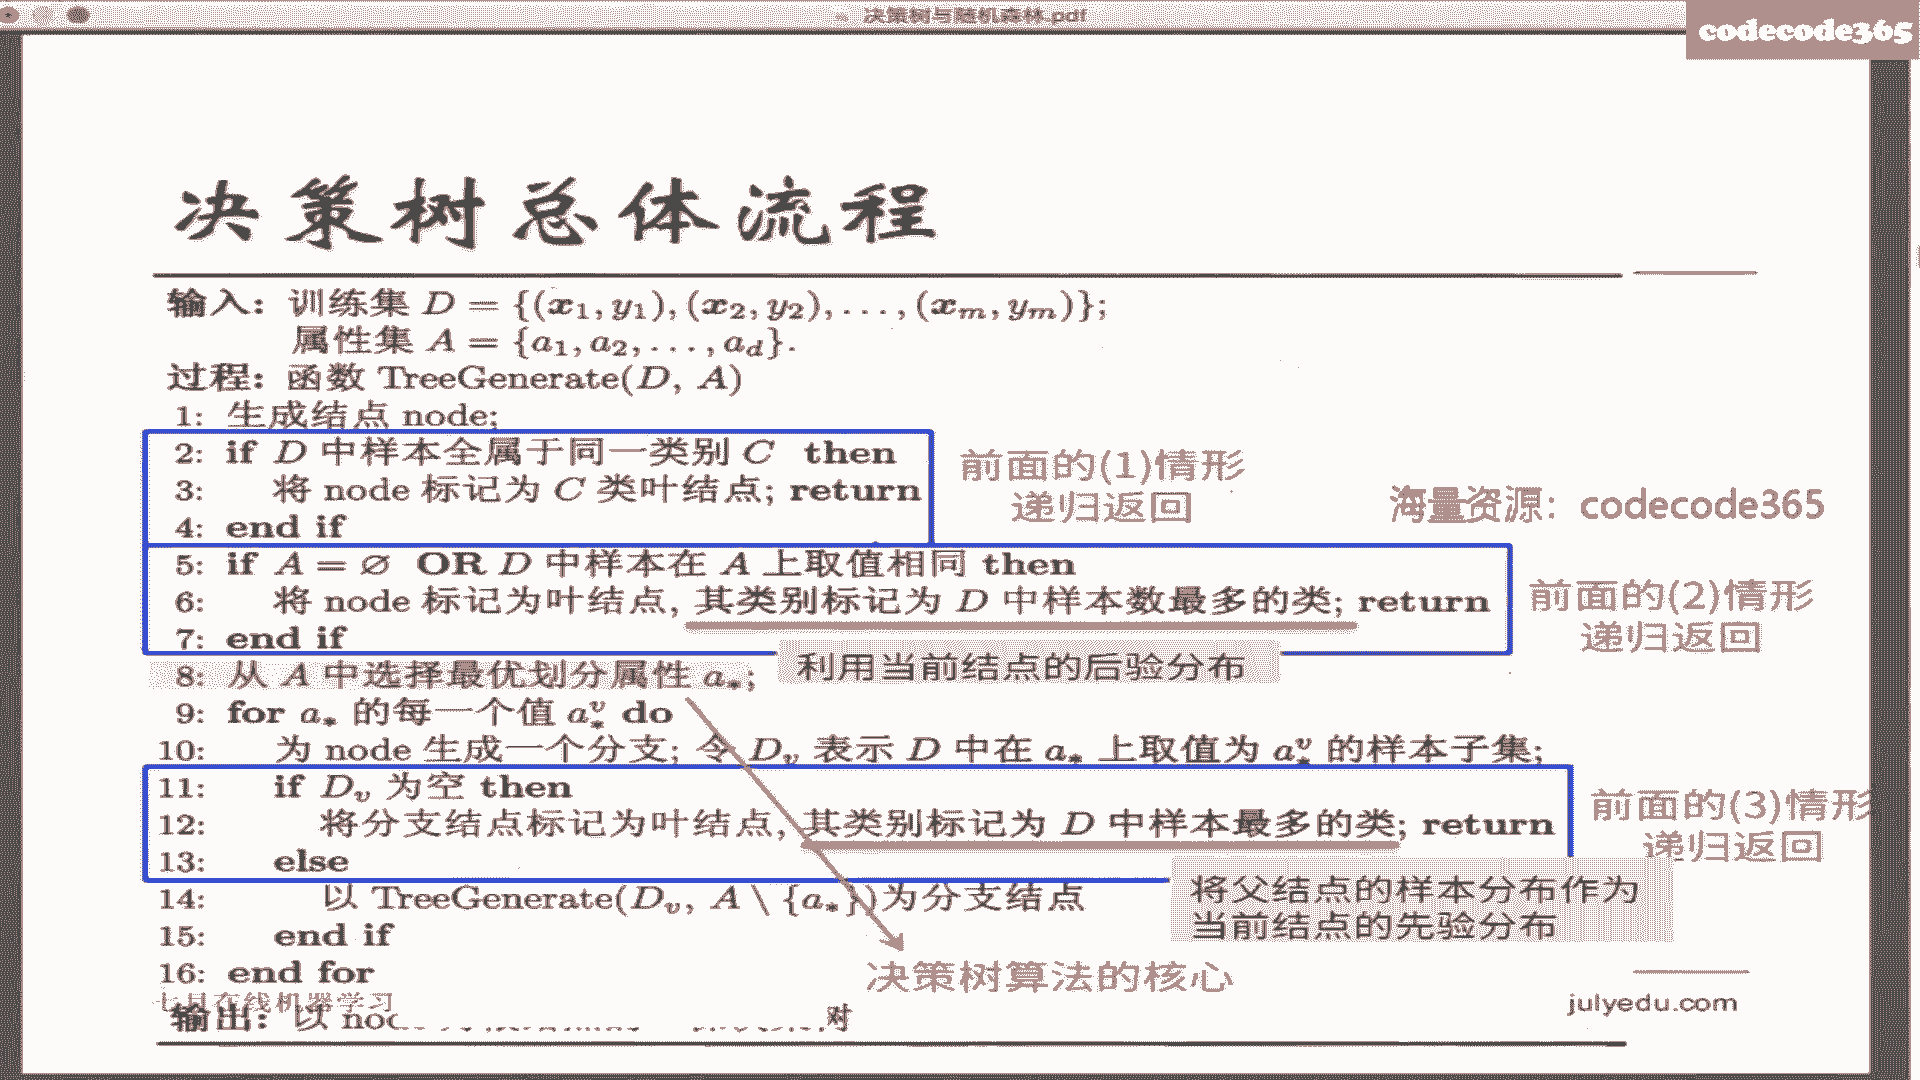 决策树与随机森林.pdf
codecode365
决策树总体流程
输入: 训练集 D = {(x₁, y₁), (x₂, y₂), . . . , (xₘ, yₘ)};
属性集 A = {a₁, a₂, . . . , a_d}.
过程: 函数 TreeGenerate(D, A)
1: 生成结点 node;
2: if D 中样本全属于同一类别 C then
3: 将 node 标记为 C 类叶结点; return
4: end if
前面的(1)情形
递归返回
海量资源: codecode365
5: if A = ∅ OR D 中样本在 A 上取值相同 then
6: 将 node 标记为叶结点, 其类别标记为 D 中样本数最多的类; return
7: end if
前面的(2)情形
递归返回
利用当前结点的后验分布
8: 从 A 中选择最优划分属性 a_*;
9: for a_* 的每一个值 a_*^v do
10: 为 node 生成一个分支; 令 D_v 表示 D 中在 a_* 上取值为 a_*^v 的样本子集;
11: if D_v 为空 then
12: 将分支结点标记为叶结点, 其类别标记为 D 中样本最多的类; return
13: else
前面的(3)情形
递归返回
将父结点的样本分布作为
当前结点的先验分布
14: 以 TreeGenerate(D_v, A \ {a_*})为分支结点
15: end if
16: end for
决策树算法的核心
七月在线机器学习
julyedu.com
输出: 以